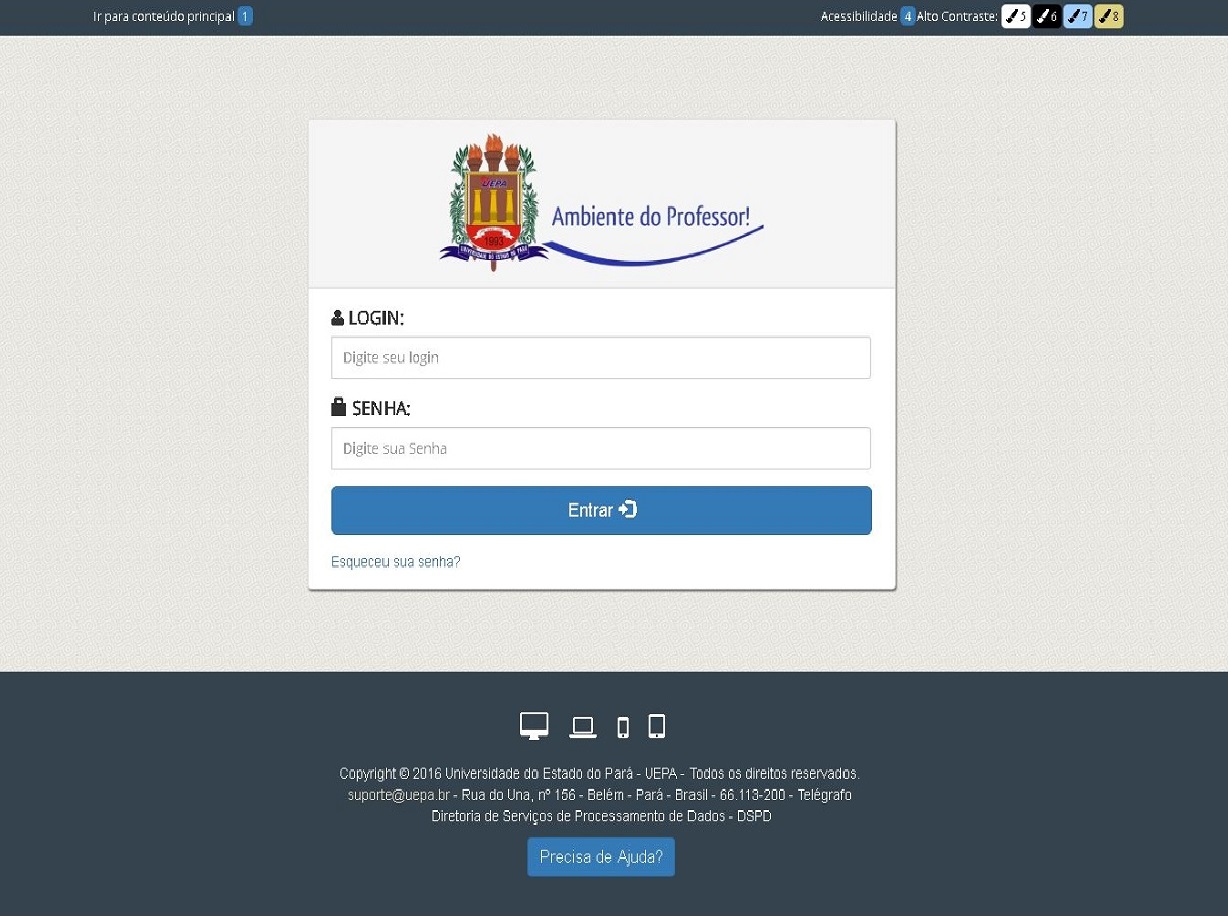 Ir para conteúdo principal 1
Acessibilidade 4 Alto Contraste: 5 6 7 8
UEPA
1993
UNIVERSIDADE DO ESTADO DO PARÁ
Ambiente do Professor!
LOGIN:
Digite seu login
SENHA:
Digite sua Senha
Entrar
Esqueceu sua senha?
Copyright © 2016 Universidade do Estado do Pará - UEPA - Todos os direitos reservados.
suporte@uepa.br - Rua do Una, nº 156 - Belém - Pará - Brasil - 66.113-200 - Telégrafo
Diretoria de Serviços de Processamento de Dados - DSPD
Precisa de Ajuda?